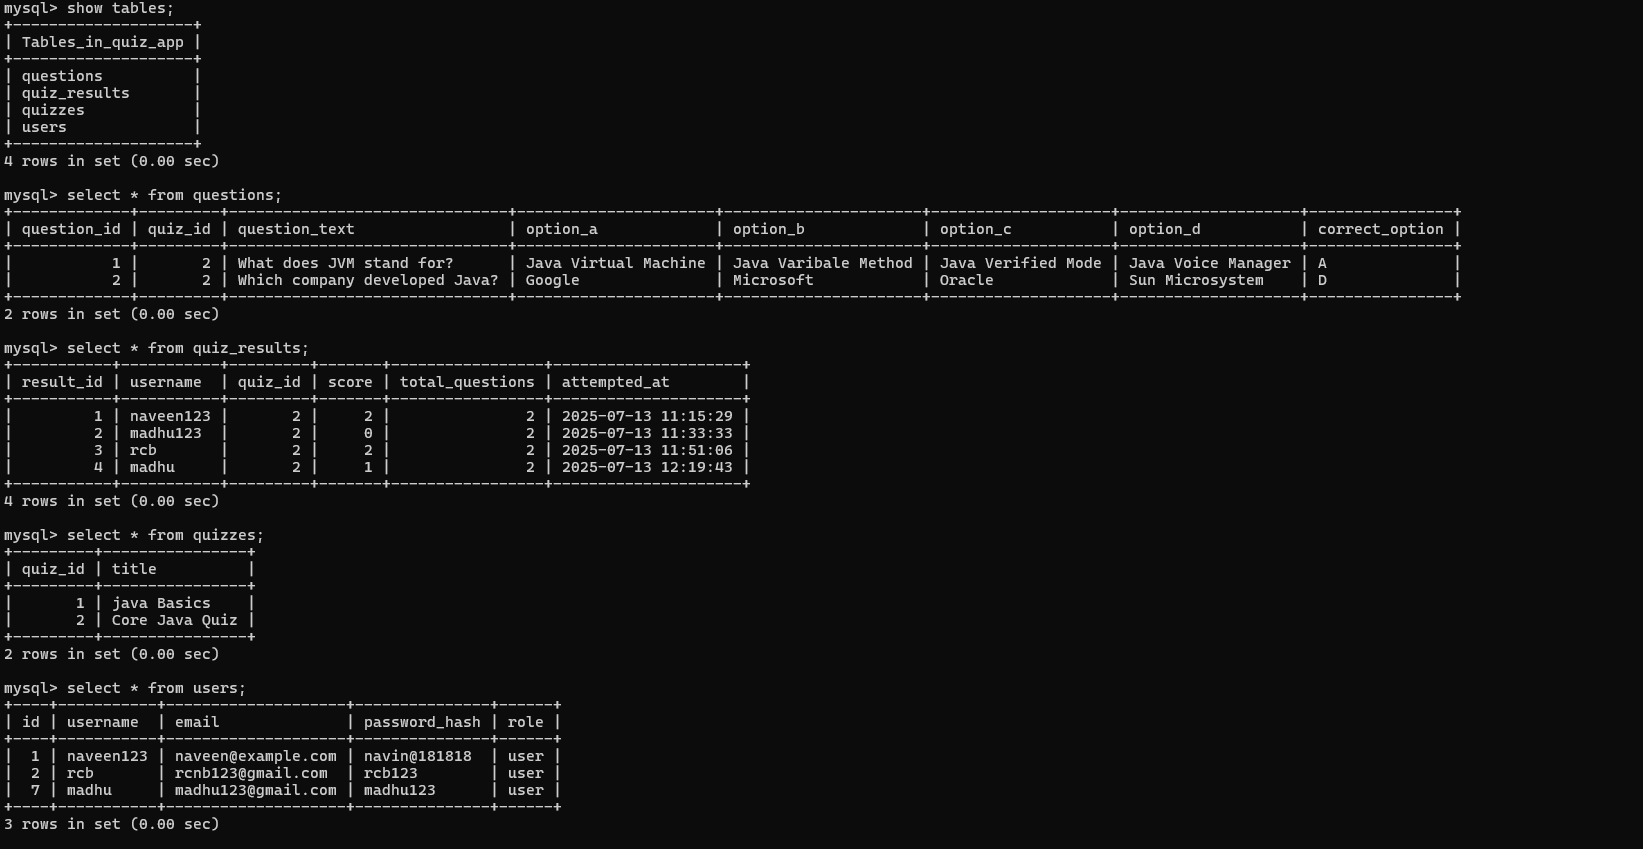 mysql> show tables;
+--------------------+
| Tables_in_quiz_app |
+--------------------+
| questions          |
| quiz_results       |
| quizzes            |
| users              |
+--------------------+
4 rows in set (0.00 sec)

mysql> select * from questions;
+-------------+---------+-------------------------------+----------------------+----------------------+--------------------+--------------------+----------------+
| question_id | quiz_id | question_text                 | option_a             | option_b             | option_c           | option_d           | correct_option |
+-------------+---------+-------------------------------+----------------------+----------------------+--------------------+--------------------+----------------+
|           1 |       2 | What does JVM stand for?      | Java Virtual Machine | Java Varibale Method | Java Verified Mode | Java Voice Manager | A              |
|           2 |       2 | Which company developed Java? | Google               | Microsoft            | Oracle             | Sun Microsystem    | D              |
+-------------+---------+-------------------------------+----------------------+----------------------+--------------------+--------------------+----------------+
2 rows in set (0.00 sec)

mysql> select * from quiz_results;
+-----------+-----------+---------+-------+-----------------+---------------------+
| result_id | username  | quiz_id | score | total_questions | attempted_at        |
+-----------+-----------+---------+-------+-----------------+---------------------+
|         1 | naveen123 |       2 |     2 |               2 | 2025-07-13 11:15:29 |
|         2 | madhu123  |       2 |     0 |               2 | 2025-07-13 11:33:33 |
|         3 | rcb       |       2 |     2 |               2 | 2025-07-13 11:51:06 |
|         4 | madhu     |       2 |     1 |               2 | 2025-07-13 12:19:43 |
+-----------+-----------+---------+-------+-----------------+---------------------+
4 rows in set (0.00 sec)

mysql> select * from quizzes;
+---------+----------------+
| quiz_id | title          |
+---------+----------------+
|       1 | java Basics    |
|       2 | Core Java Quiz |
+---------+----------------+
2 rows in set (0.00 sec)

mysql> select * from users;
+----+-----------+--------------------+---------------+------+
| id | username  | email              | password_hash | role |
+----+-----------+--------------------+---------------+------+
|  1 | naveen123 | naveen@example.com | navin@181818  | user |
|  2 | rcb       | rcnb123@gmail.com  | rcb123        | user |
|  7 | madhu     | madhu123@gmail.com | madhu123      | user |
+----+-----------+--------------------+---------------+------+
3 rows in set (0.00 sec)